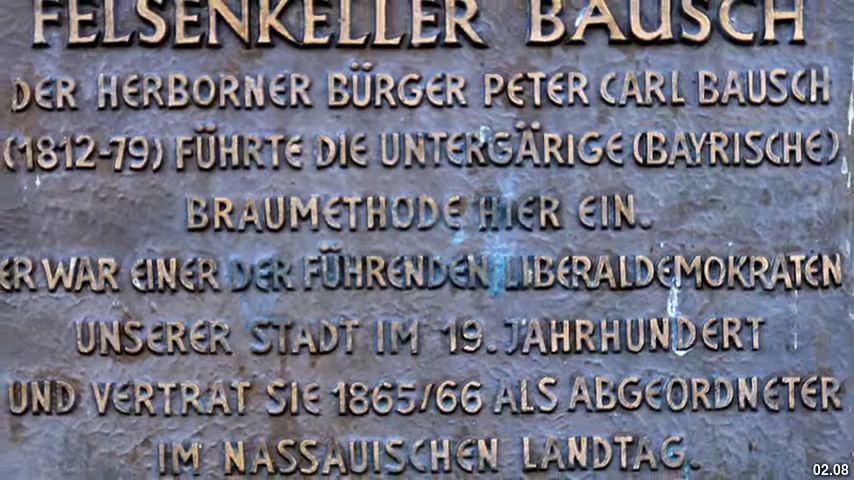 FELSENKELLER BAUSCH
DER HERBORNER BÜRGER PETER CARL BAUSCH
(1812-79) FÜHRTE DIE UNTERGÄRIGE (BAYRISCHE)
BRAUMETHODE HIER EIN.
ER WAR EINER DER FÜHRENDEN LIBERALDEMOKRATEN
UNSERER STADT IM 19. JAHRHUNDERT
UND VERTRAT SIE 1865/66 ALS ABGEORDNETER
IM NASSAUISCHEN LANDTAG.
02.08